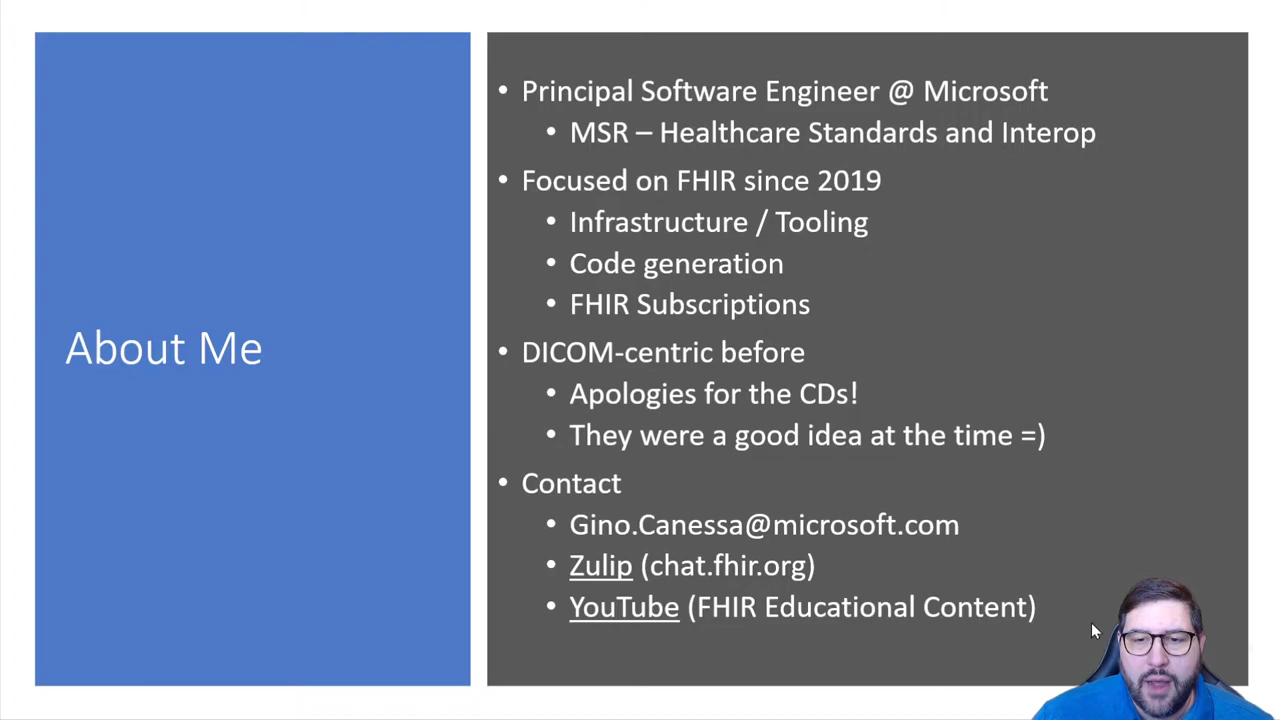 About Me
• Principal Software Engineer @ Microsoft
• MSR – Healthcare Standards and Interop
• Focused on FHIR since 2019
• Infrastructure / Tooling
• Code generation
• FHIR Subscriptions
• DICOM-centric before
• Apologies for the CDs!
• They were a good idea at the time =)
• Contact
• Gino.Canessa@microsoft.com
• Zulip (chat.fhir.org)
• YouTube (FHIR Educational Content)